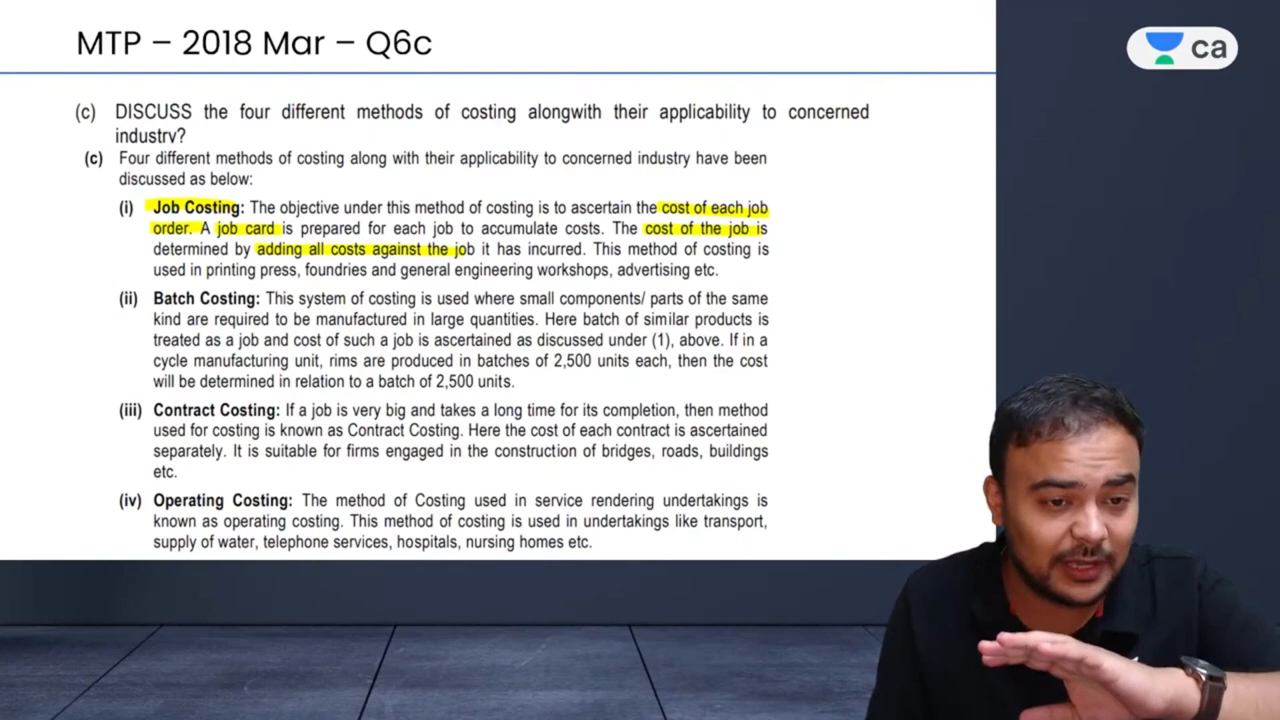 MTP – 2018 Mar – Q6c
ca
(c) DISCUSS the four different methods of costing alongwith their applicability to concerned
industry?
(c) Four different methods of costing along with their applicability to concerned industry have been
discussed as below:
(i) Job Costing: The objective under this method of costing is to ascertain the cost of each job
order. A job card is prepared for each job to accumulate costs. The cost of the job is
determined by adding all costs against the job it has incurred. This method of costing is
used in printing press, foundries and general engineering workshops, advertising etc.
(ii) Batch Costing: This system of costing is used where small components/ parts of the same
kind are required to be manufactured in large quantities. Here batch of similar products is
treated as a job and cost of such a job is ascertained as discussed under (1), above. If in a
cycle manufacturing unit, rims are produced in batches of 2,500 units each, then the cost
will be determined in relation to a batch of 2,500 units.
(iii) Contract Costing: If a job is very big and takes a long time for its completion, then method
used for costing is known as Contract Costing. Here the cost of each contract is ascertained
separately. It is suitable for firms engaged in the construction of bridges, roads, buildings
etc.
(iv) Operating Costing: The method of Costing used in service rendering undertakings is
known as operating costing. This method of costing is used in undertakings like transport,
supply of water, telephone services, hospitals, nursing homes etc.